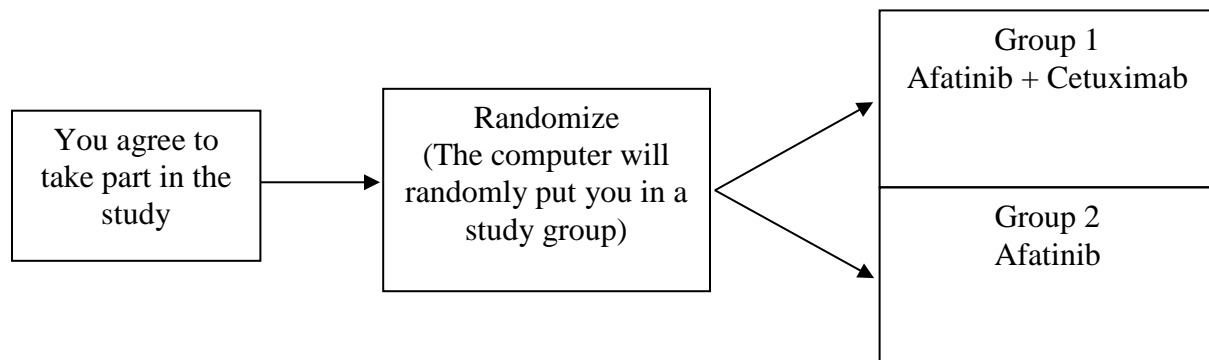 You agree to
take part in the
study
Randomize
(The computer will
randomly put you in a
study group)
Group 1
Afatinib + Cetuximab
Group 2
Afatinib